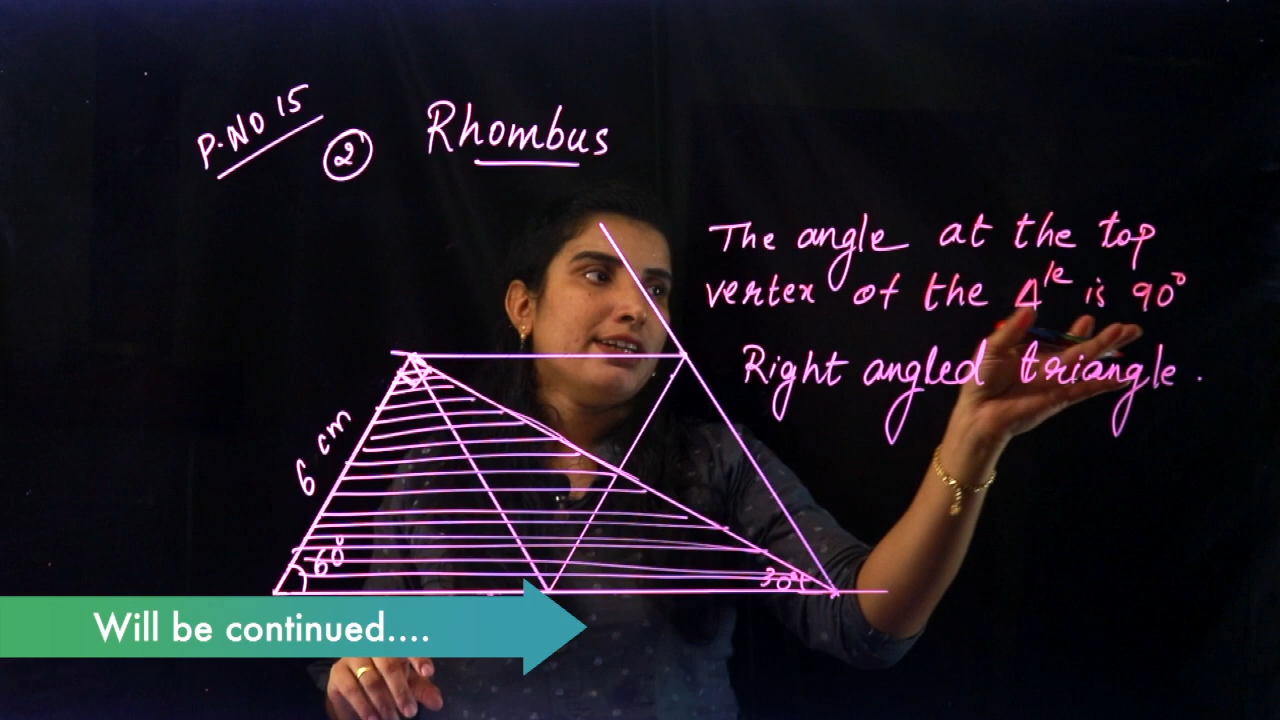 P.NO 15
② Rhombus
The angle at the top
vertex of the Δle is 90°
Right angled triangle.
6 cm
60°
30°
Will be continued....